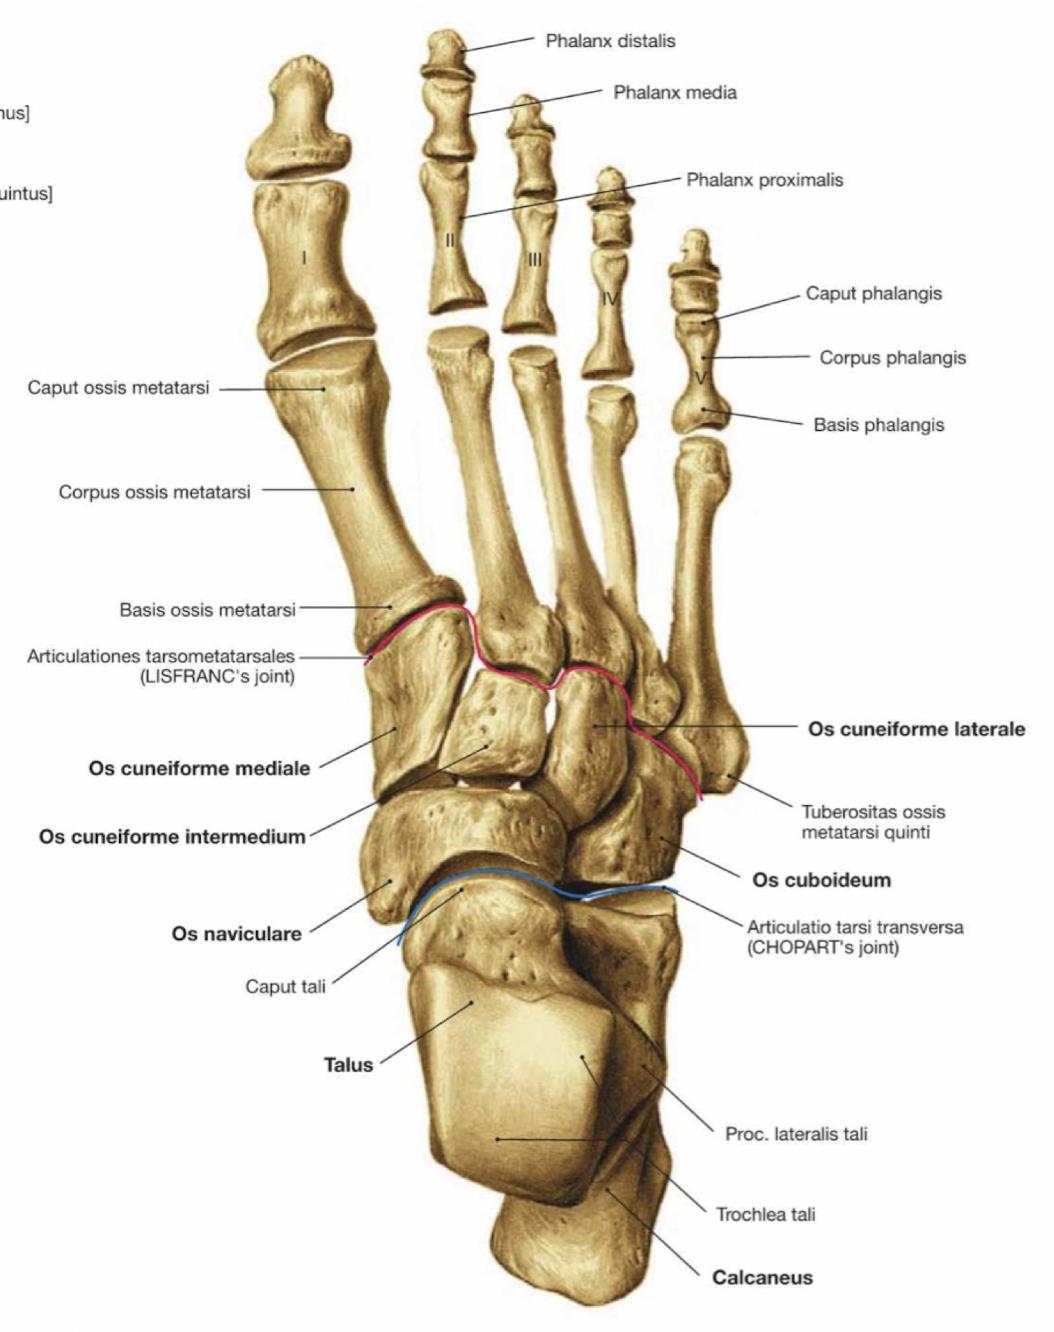 Phalanx distalis
Phalanx media
nus]
Phalanx proximalis
uintus]
I
II
III
IV
V
Caput phalangis
Corpus phalangis
Basis phalangis
Caput ossis metatarsi
Corpus ossis metatarsi
Basis ossis metatarsi
Articulationes tarsometatarsales
(LISFRANC's joint)
Os cuneiforme laterale
Os cuneiforme mediale
Tuberositas ossis
metatarsi quinti
Os cuneiforme intermedium
Os cuboideum
Os naviculare
Articulatio tarsi transversa
(CHOPART's joint)
Caput tali
Talus
Proc. lateralis tali
Trochlea tali
Calcaneus